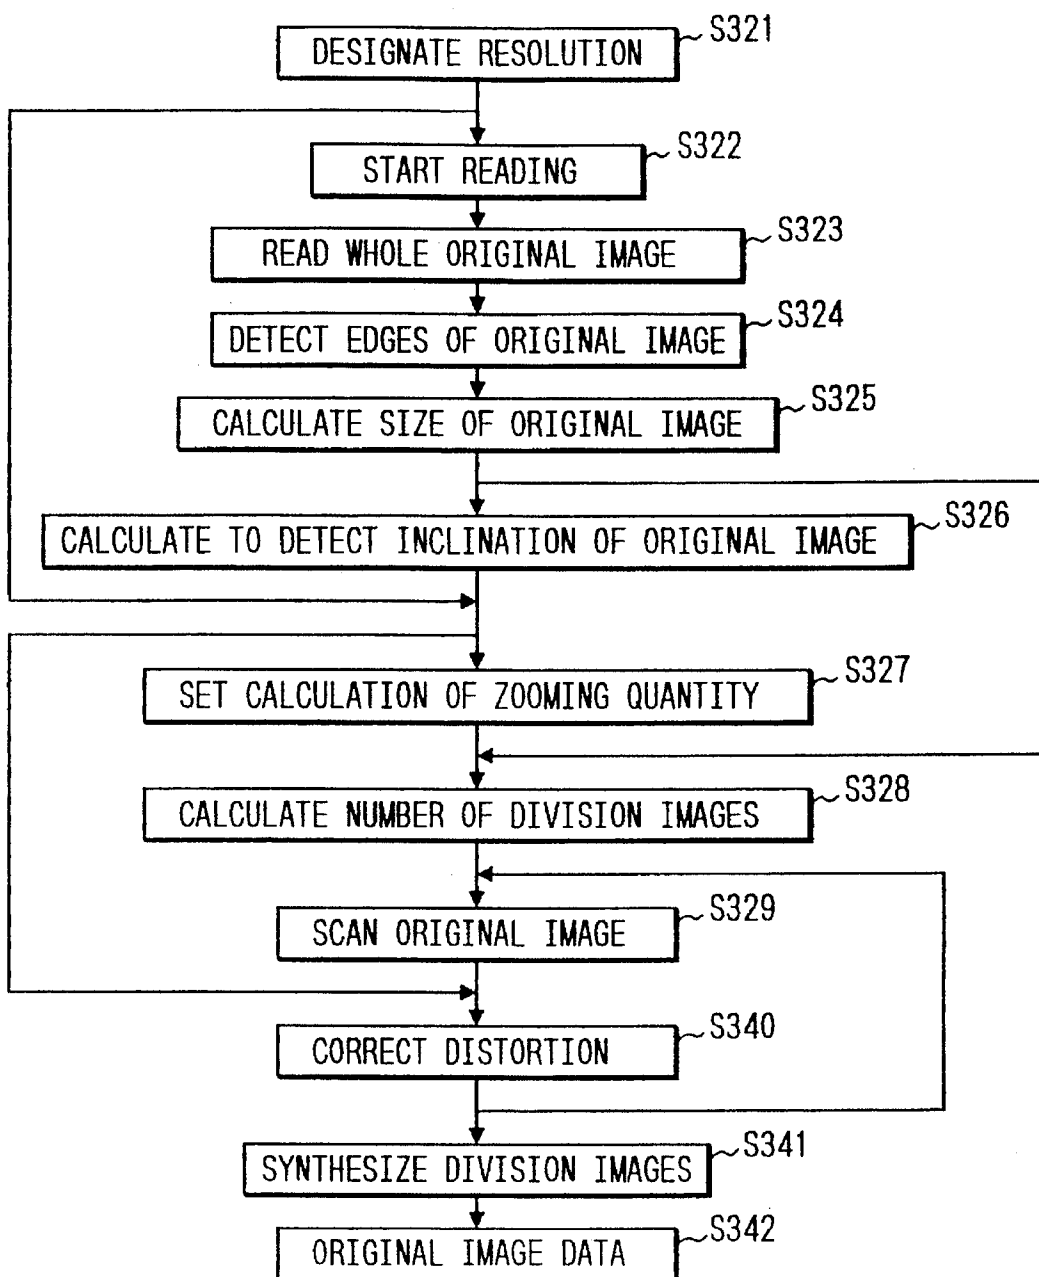 DESIGNATE RESOLUTION
S321
START READING
S322
READ WHOLE ORIGINAL IMAGE
S323
DETECT EDGES OF ORIGINAL IMAGE
S324
CALCULATE SIZE OF ORIGINAL IMAGE
S325
CALCULATE TO DETECT INCLINATION OF ORIGINAL IMAGE
S326
SET CALCULATION OF ZOOMING QUANTITY
S327
CALCULATE NUMBER OF DIVISION IMAGES
S328
SCAN ORIGINAL IMAGE
S329
CORRECT DISTORTION
S340
SYNTHESIZE DIVISION IMAGES
S341
ORIGINAL IMAGE DATA
S342